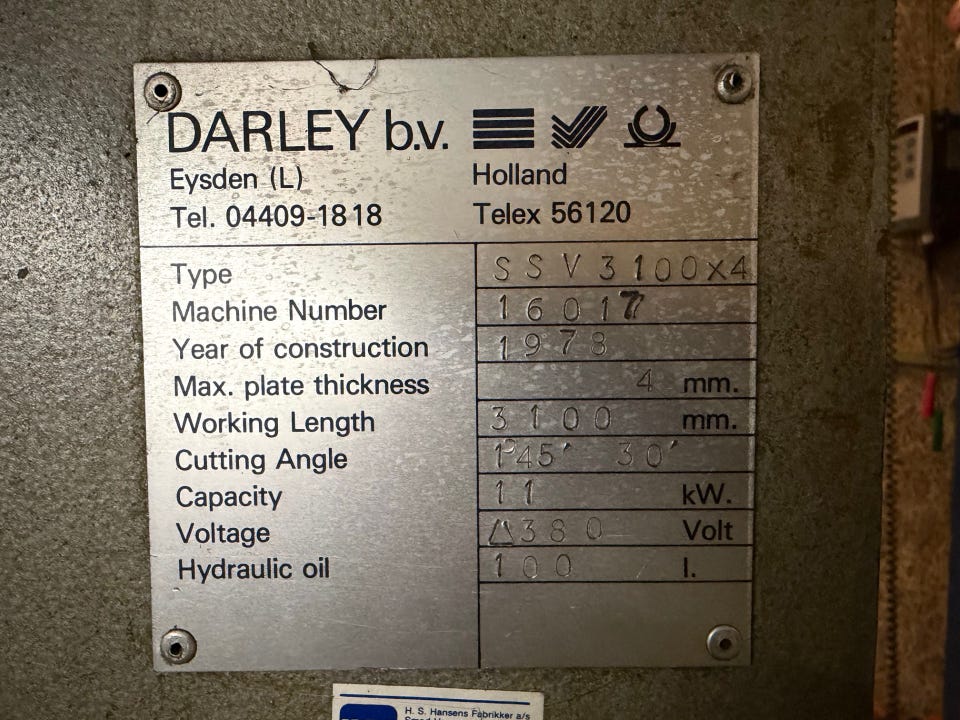 DARLEY b.v.
Eysden (L) Holland
Tel. 04409-1818 Telex 56120
Type SSV3100x4
Machine Number 16017
Year of construction 1978
Max. plate thickness 4 mm.
Working Length 3100 mm.
Cutting Angle 1°45' 30'
Capacity 11 kW.
Voltage Δ380 Volt
Hydraulic oil 100 l.
H. S. Hansens Fabrikker a/s